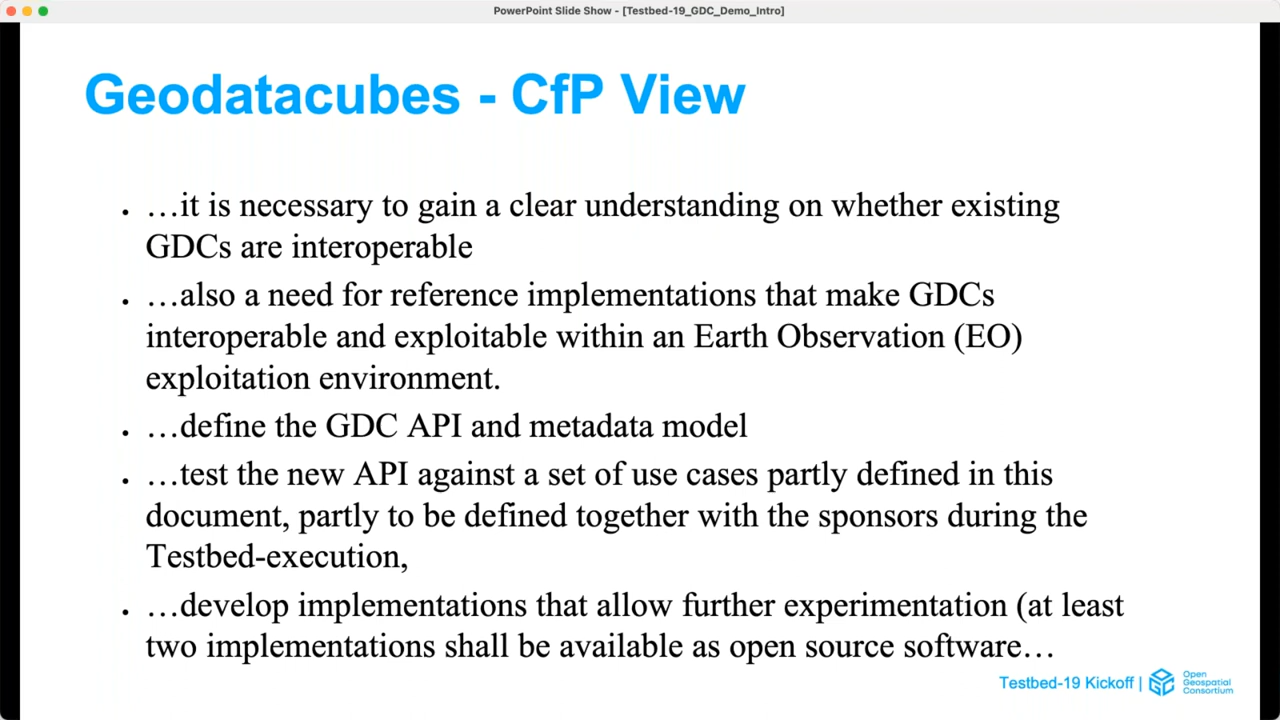 PowerPoint Slide Show - [Testbed-19_GDC_Demo_Intro]
Geodatacubes - CfP View
• …it is necessary to gain a clear understanding on whether existing
GDCs are interoperable
• …also a need for reference implementations that make GDCs
interoperable and exploitable within an Earth Observation (EO)
exploitation environment.
• …define the GDC API and metadata model
• …test the new API against a set of use cases partly defined in this
document, partly to be defined together with the sponsors during the
Testbed-execution,
• …develop implementations that allow further experimentation (at least
two implementations shall be available as open source software…
Testbed-19 Kickoff |
Open
Geospatial
Consortium